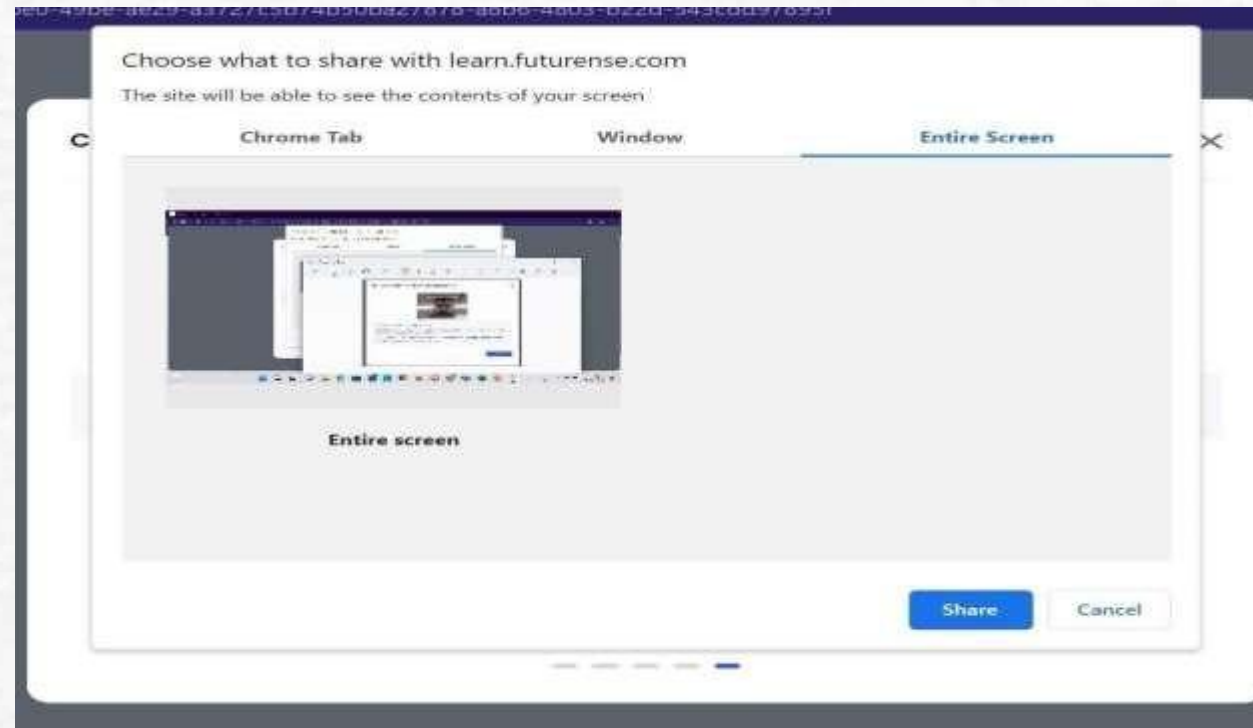 Choose what to share with learn.futurense.com
The site will be able to see the contents of your screen
C
Chrome Tab
Window
Entire Screen
Entire screen
Share
Cancel